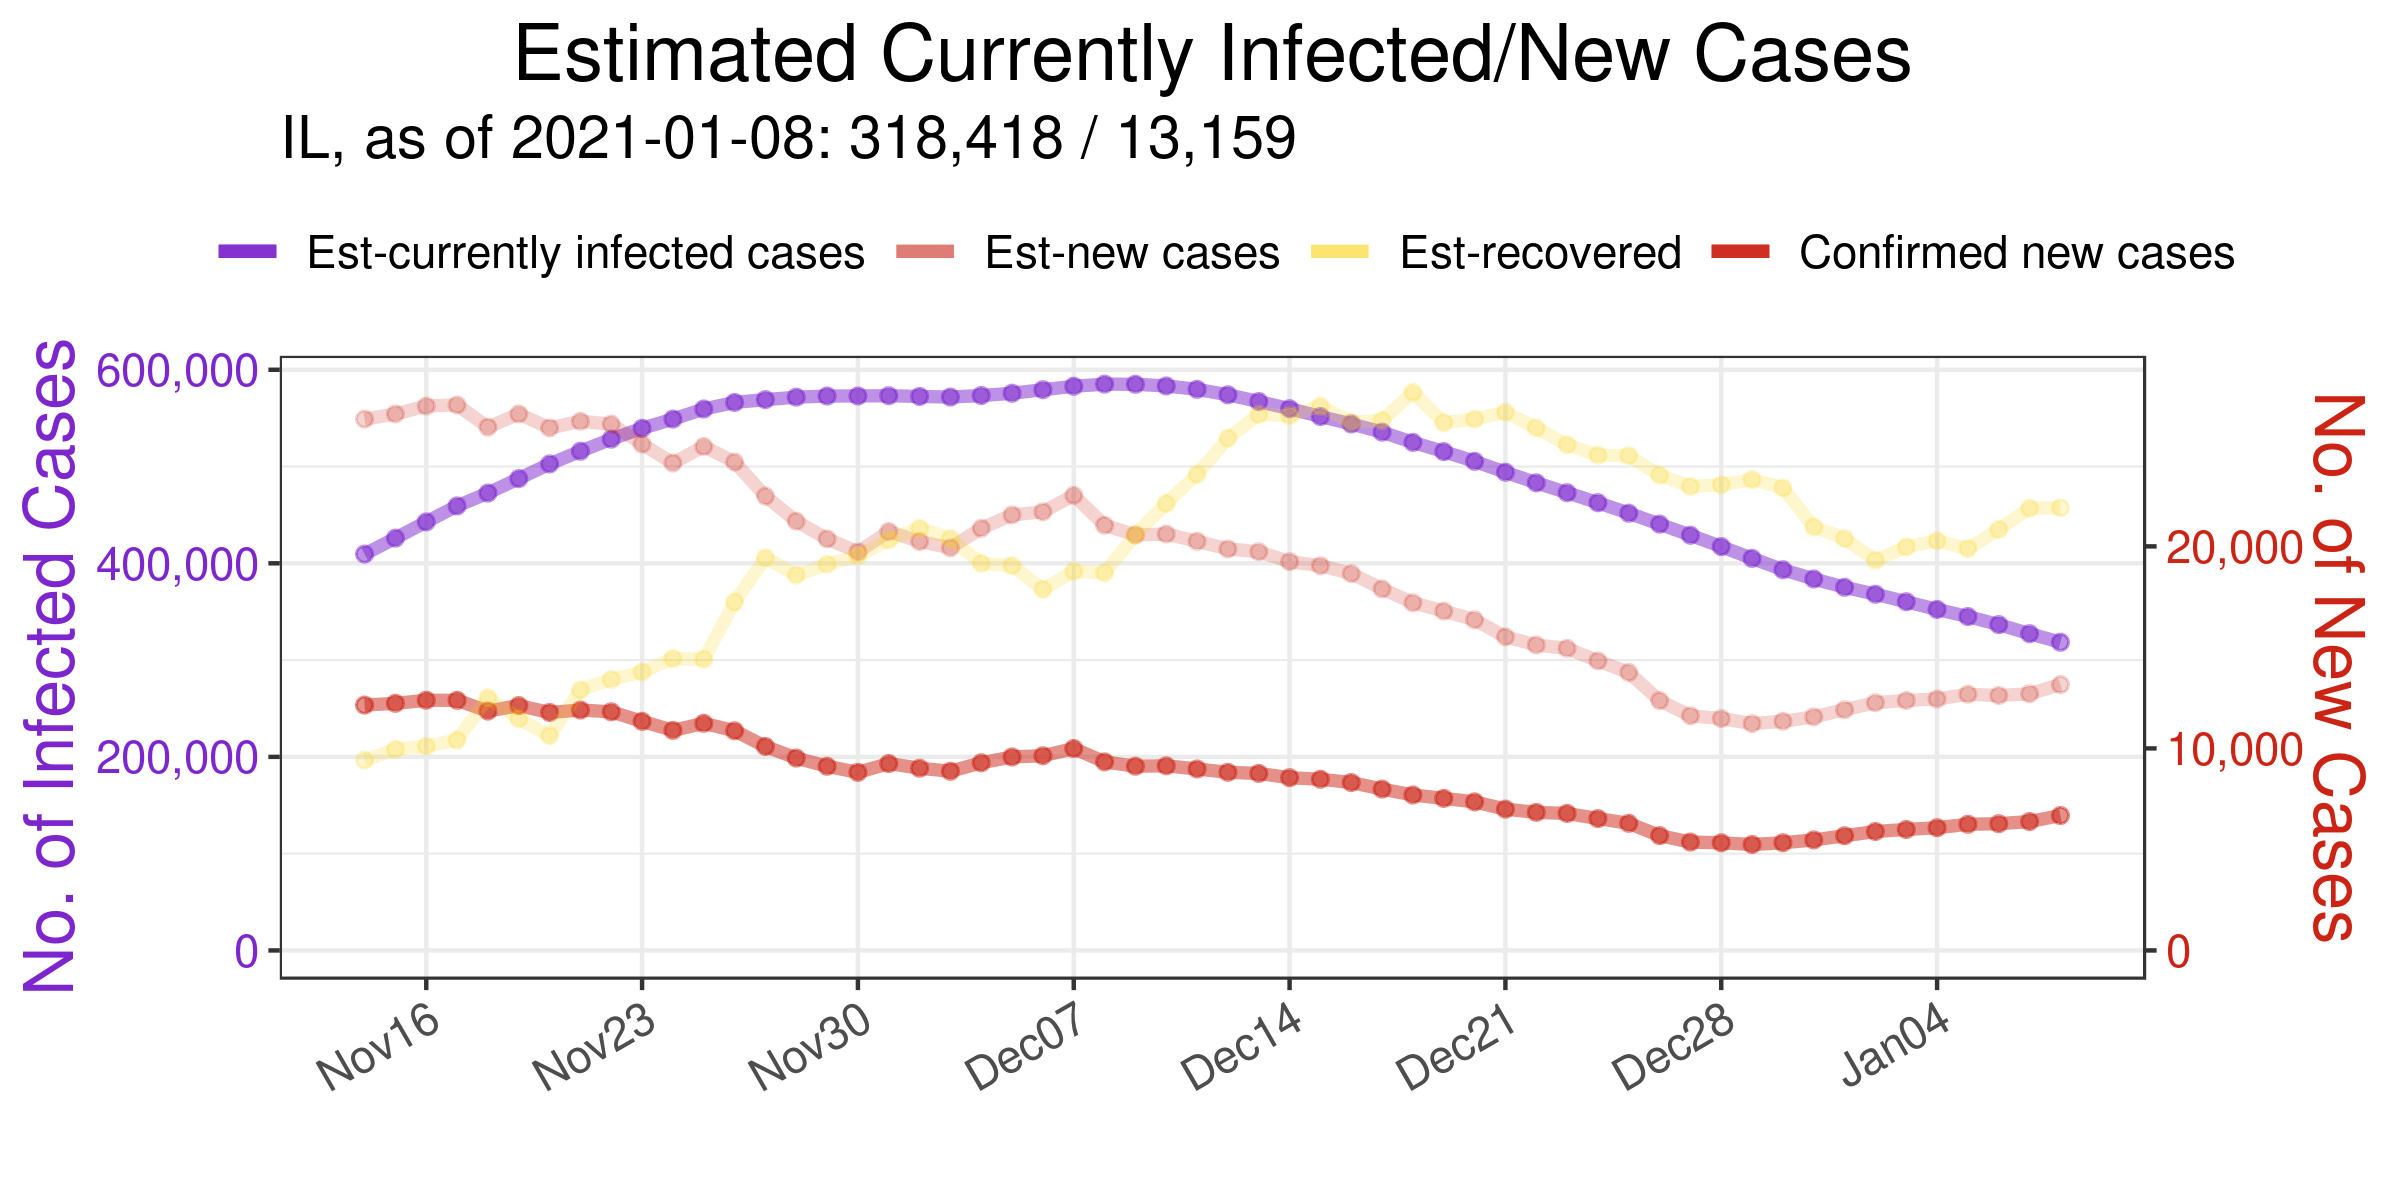 Estimated Currently Infected/New Cases
IL, as of 2021-01-08: 318,418 / 13,159
Est-currently infected cases Est-new cases Est-recovered Confirmed new cases
No. of Infected Cases
600,000
400,000
200,000
0
20,000
10,000
0
No. of New Cases
Nov16 Nov23 Nov30 Dec07 Dec14 Dec21 Dec28 Jan04